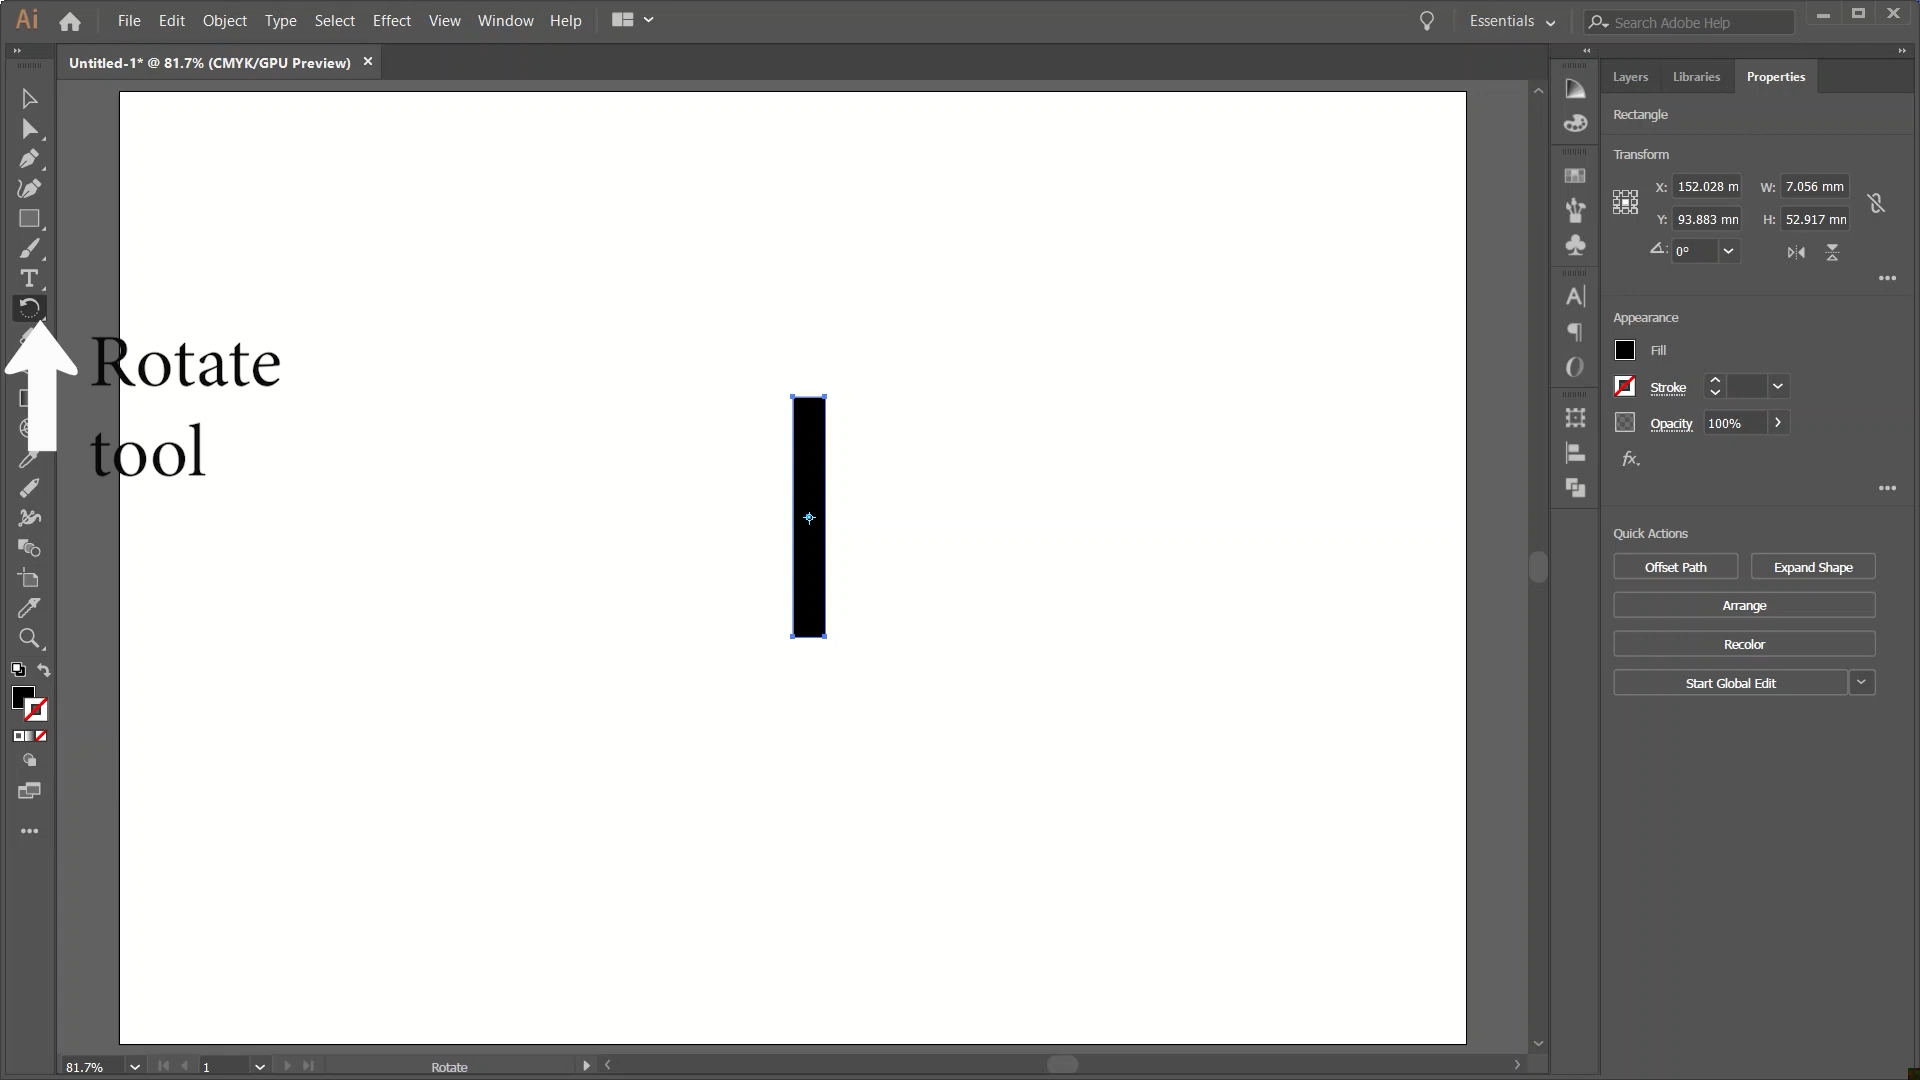 Ai File Edit Object Type Select Effect View Window Help Essentials Search Adobe Help
Untitled-1* @ 81.7% (CMYK/GPU Preview) ×
Layers Libraries Properties
Rectangle
Transform
X: 152.028 m W: 7.056 mm
Y: 93.883 mm H: 52.917 mm
0°
Appearance
Fill
Stroke
Opacity 100%
fx.
Quick Actions
Offset Path Expand Shape
Arrange
Recolor
Start Global Edit
Rotate
tool
81.7% 1 Rotate